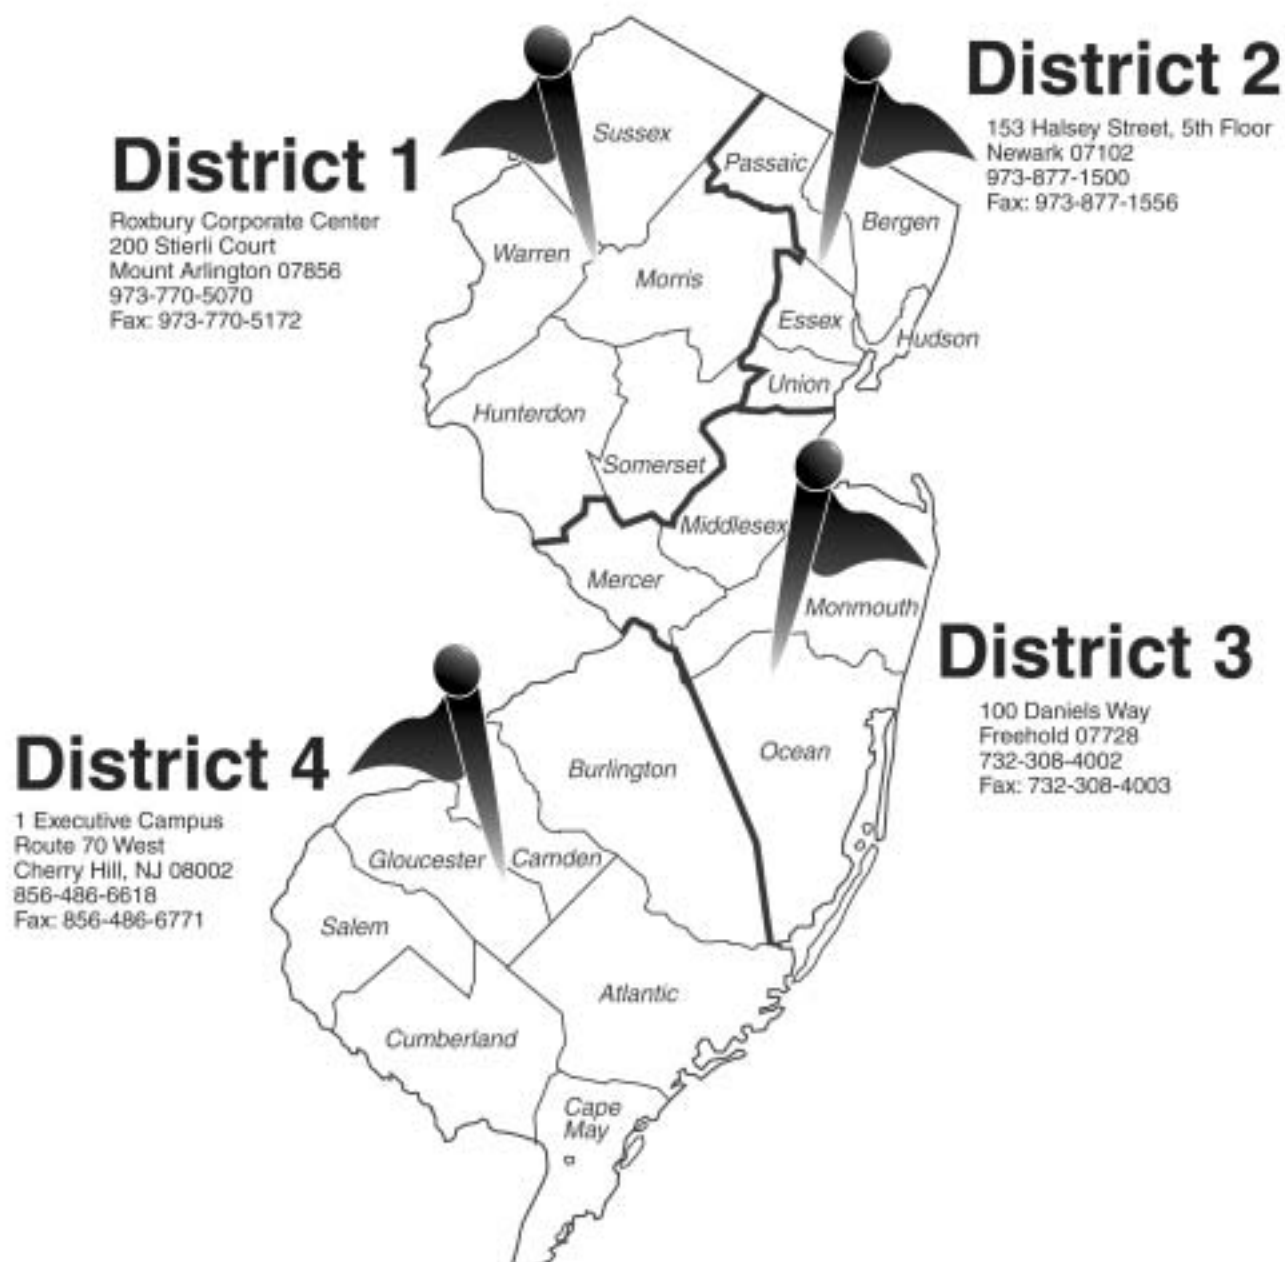 District 1
Roxbury Corporate Center
200 Stierli Court
Mount Arlington 07856
973-770-5070
Fax: 973-770-5172
District 2
153 Halsey Street, 5th Floor
Newark 07102
973-877-1500
Fax: 973-877-1556
Sussex
Passaic
Bergen
Warren
Morris
Essex
Hudson
Union
Hunterdon
Somerset
Middlesex
Mercer
Monmouth
District 3
100 Daniels Way
Freehold 07728
732-308-4002
Fax: 732-308-4003
District 4
1 Executive Campus
Route 70 West
Cherry Hill, NJ 08002
856-486-6618
Fax: 856-486-6771
Ocean
Burlington
Gloucester
Camden
Salem
Atlantic
Cumberland
Cape
May